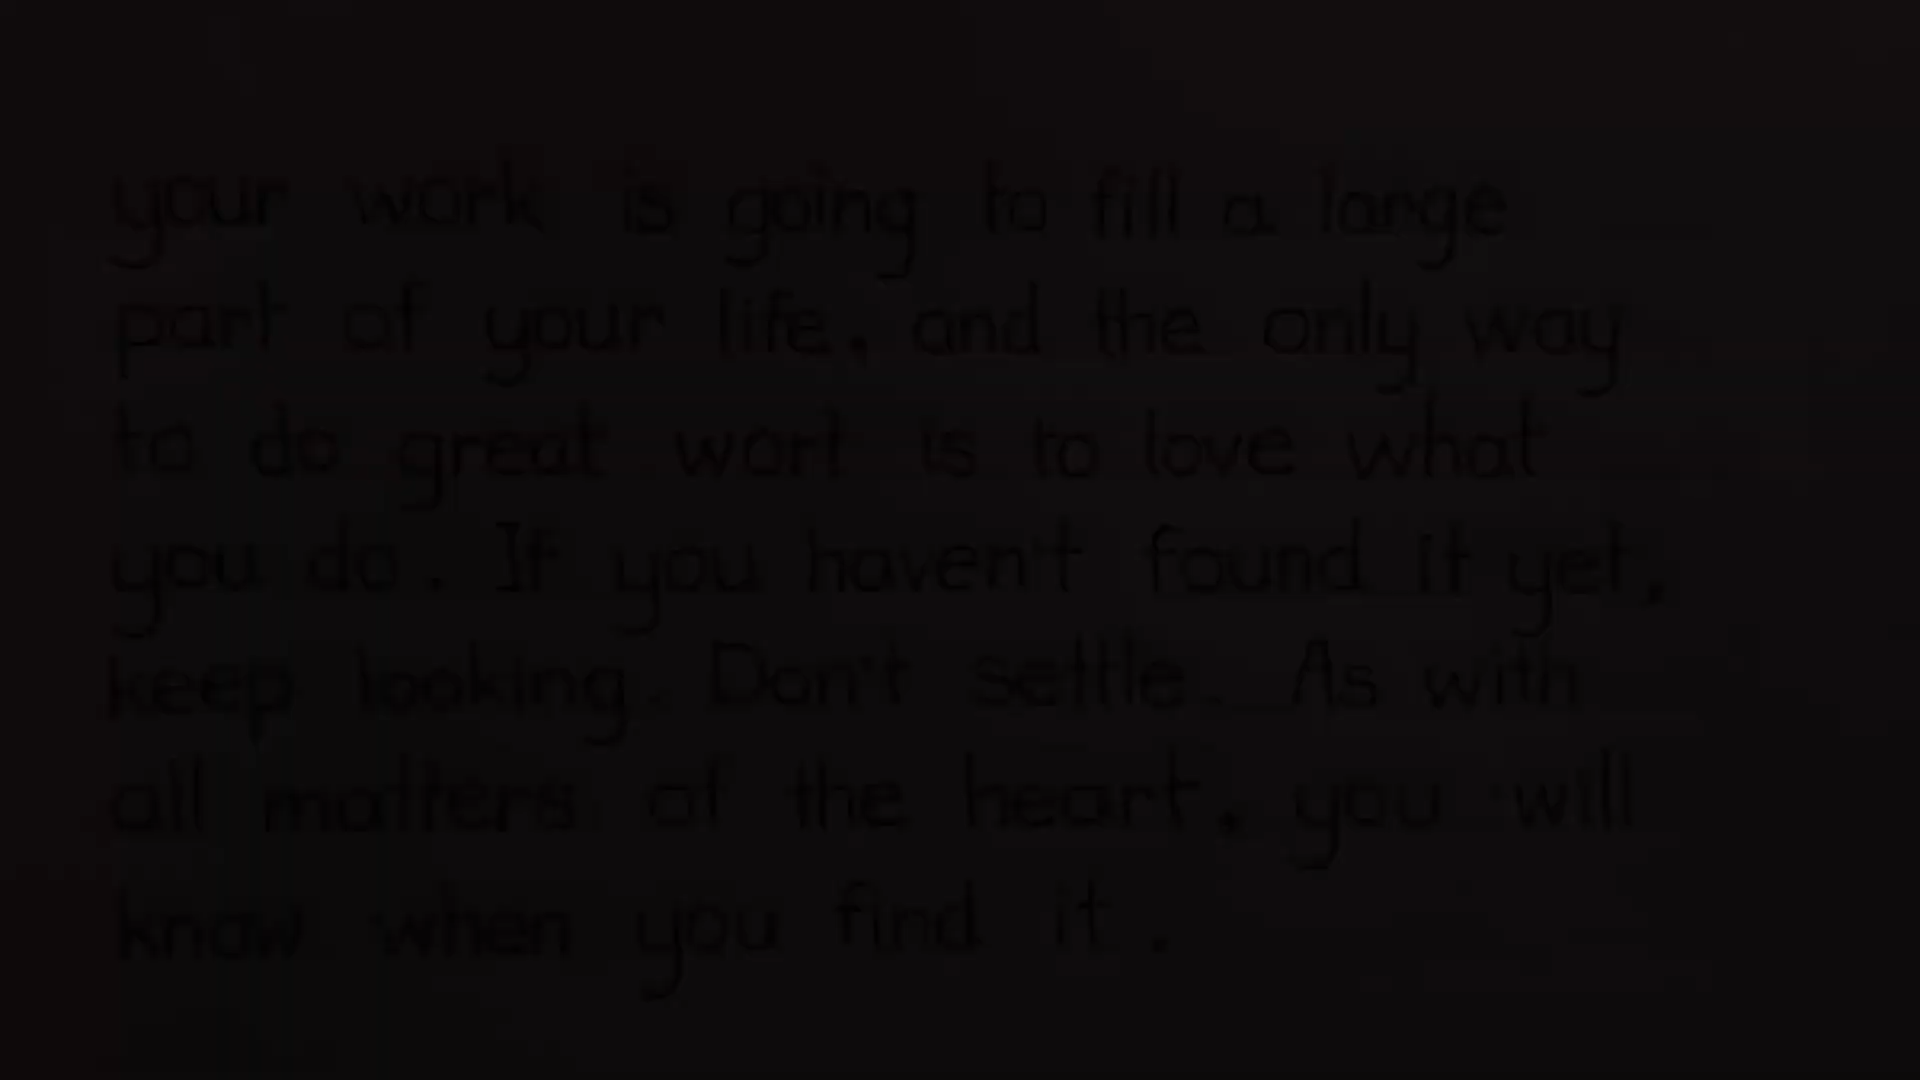 your work is going to fill a large
part of your life, and the only way
to do great work is to love what
you do. If you haven't found it yet,
keep looking. Don't settle. As with
all matters of the heart, you will
know when you find it.